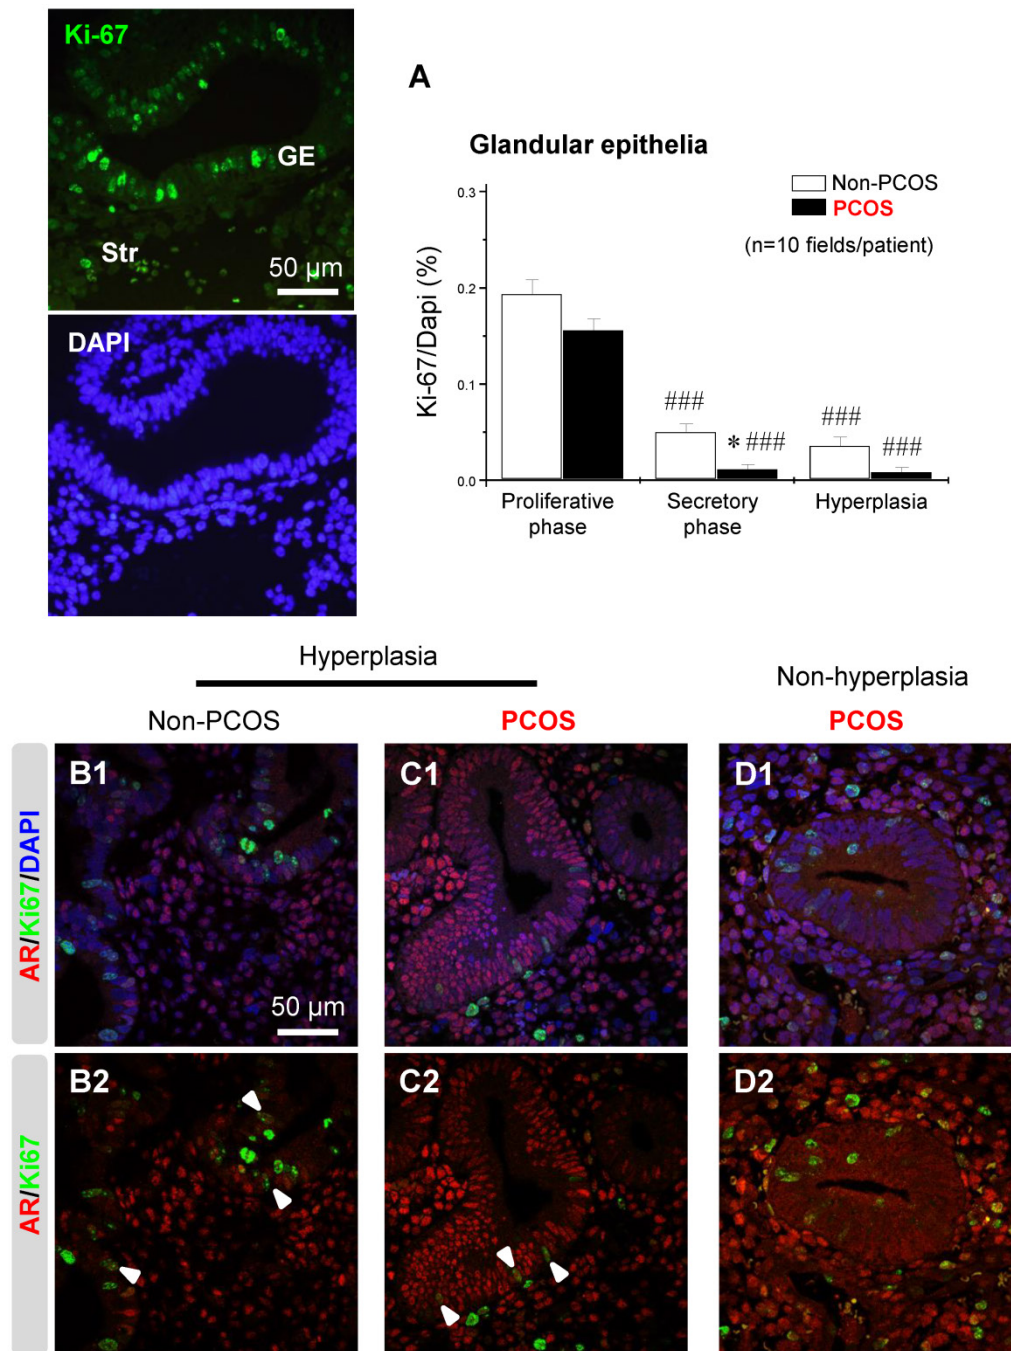 Ki-67
GE
Str
50 µm
DAPI
A
Glandular epithelia
Non-PCOS
PCOS
(n=10 fields/patient)
Ki-67/Dapi (%)
0.3
0.2
0.1
0.0
###
* ###
###
###
Proliferative phase
Secretory phase
Hyperplasia
Hyperplasia
Non-hyperplasia
Non-PCOS
PCOS
PCOS
AR/Ki67/DAPI
B1
50 µm
C1
D1
AR/Ki67
B2
C2
D2